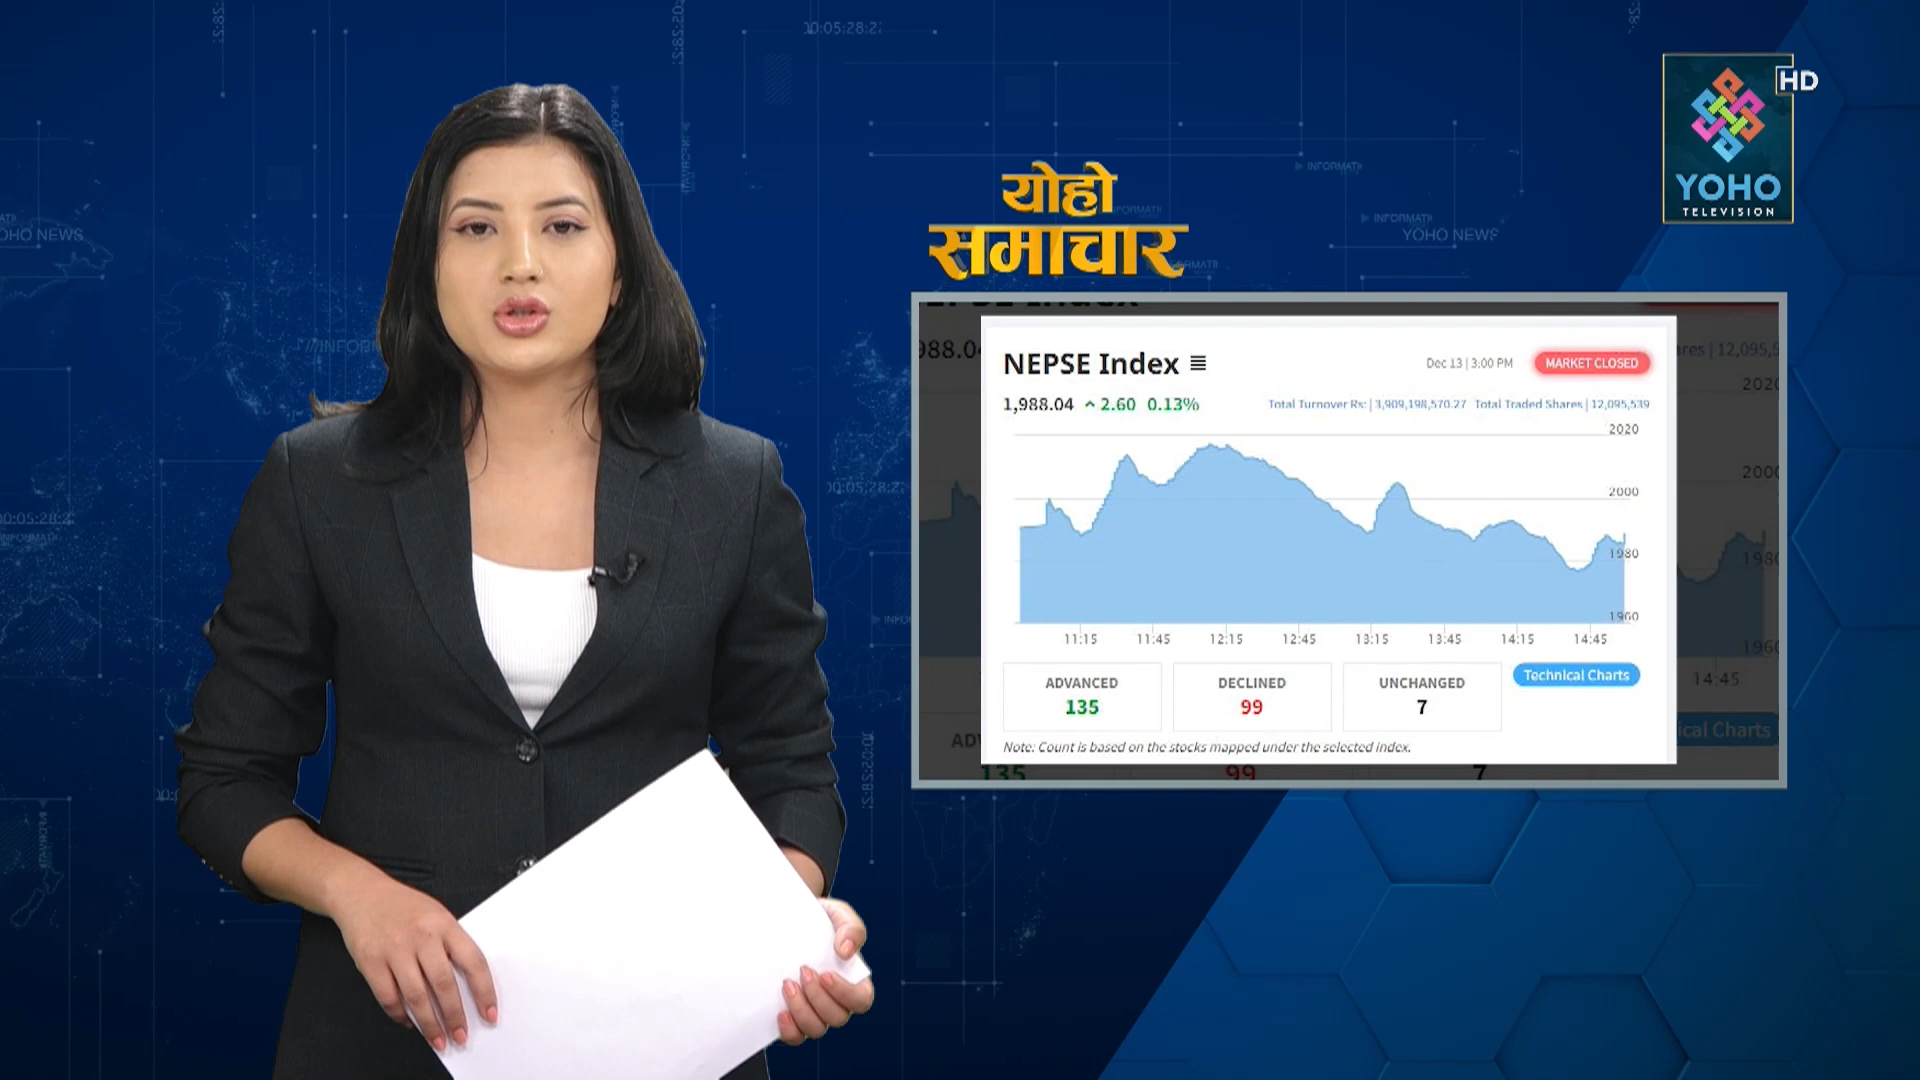 HD
YOHO
TELEVISION
योहो
समाचार
NEPSE Index
Dec 13 | 3:00 PM
MARKET CLOSED
1,988.04 2.60 0.13%
Total Turnover Rs: | 3,909,198,570.27 Total Traded Shares | 12,095,539
2020
2000
1980
1960
11:15 11:45 12:15 12:45 13:15 13:45 14:15 14:45
ADVANCED
135
DECLINED
99
UNCHANGED
7
Technical Charts
Note: Count is based on the stocks mapped under the selected index.
YOHO NEWS